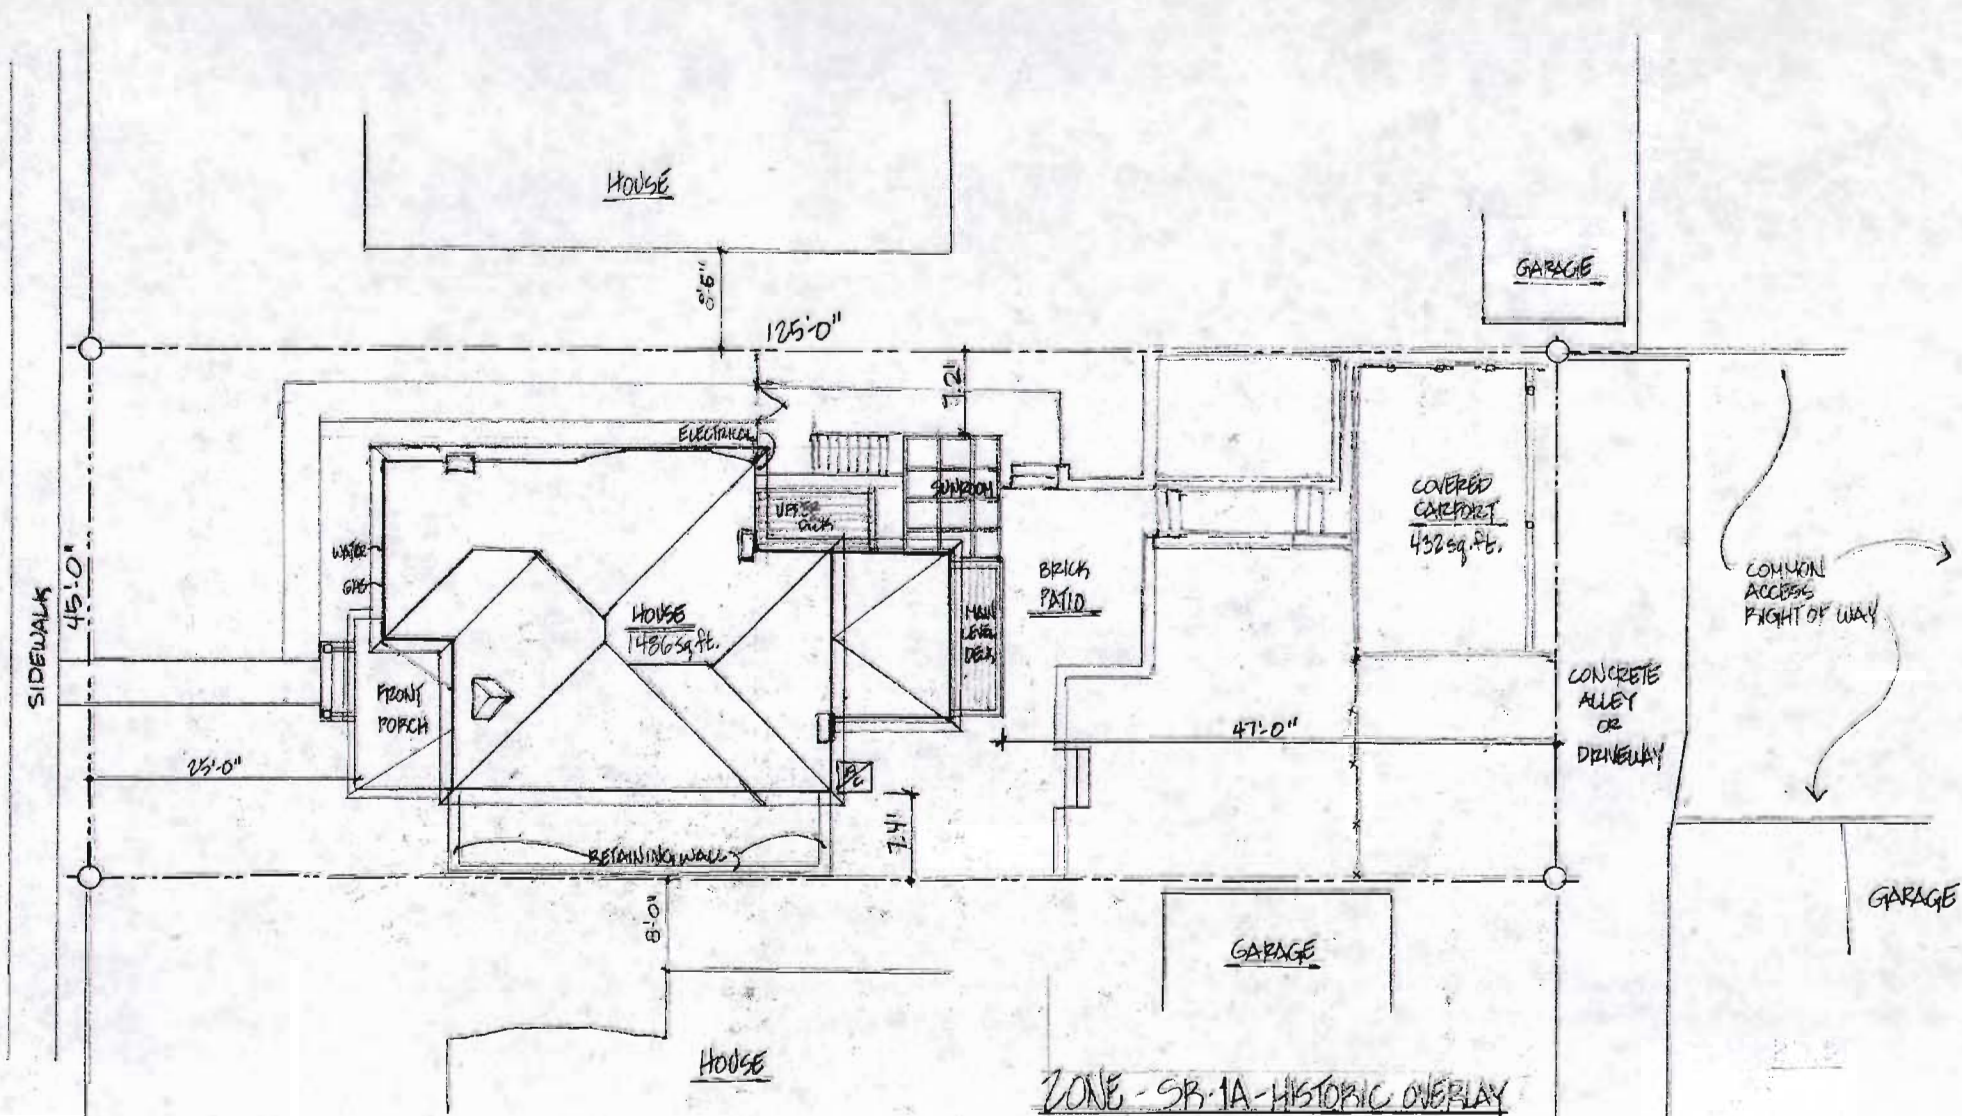 HOUSE
GARAGE
125'-0"
7.2'
ELECTRICAL
SUNROOM
UPPER
DECK
COVERED
CARPORT
432 sq. ft.
WATER
GAS
45'-0"
SIDEWALK
BRICK
PATIO
COMMON
ACCESS
RIGHT OF WAY
HOUSE
1486 sq. ft.
MAIN
LEVEL
DECK
FRONT
PORCH
CONCRETE
ALLEY
OR
DRIVEWAY
47'-0"
25'-0"
A/C
7.4'
RETAINING WALL
8'-0"
GARAGE
GARAGE
HOUSE
ZONE - SR-1A - HISTORIC OVERLAY